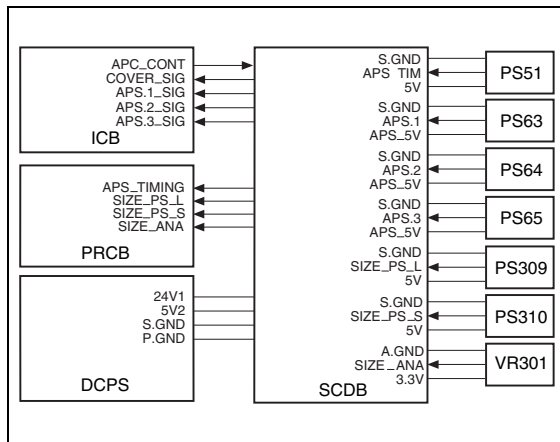 APC_CONT
COVER_SIG
APS.1_SIG
APS.2_SIG
APS.3_SIG
ICB
APS_TIMING
SIZE_PS_L
SIZE_PS_S
SIZE_ANA
PRCB
24V1
5V2
S.GND
P.GND
DCPS
S.GND
APS_TIM
5V
PS51
S.GND
APS.1
APS_5V
PS63
S.GND
APS.2
APS_5V
PS64
S.GND
APS.3
APS_5V
PS65
S.GND
SIZE_PS_L
5V
PS309
S.GND
SIZE_PS_S
5V
PS310
A.GND
SIZE_ANA
3.3V
VR301
SCDB